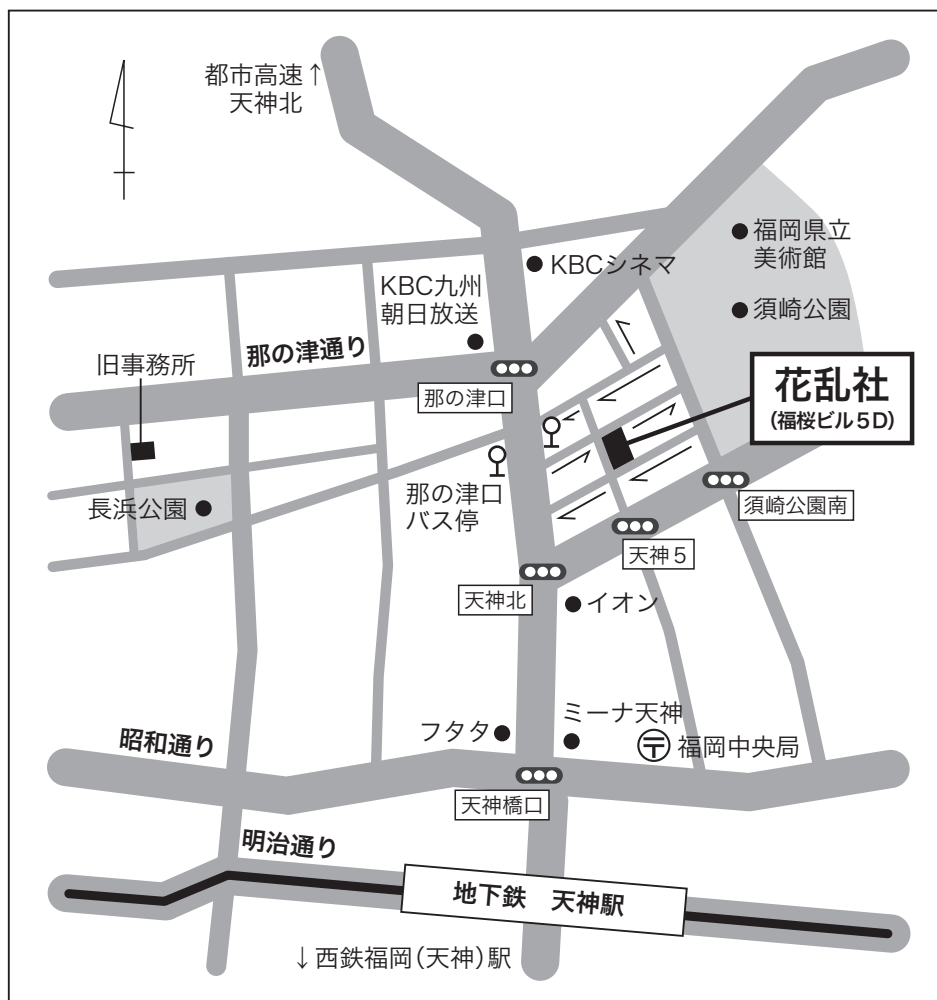 都市高速↑
天神北
福岡県立
美術館
KBCシネマ
KBC九州
朝日放送
須崎公園
那の津通り
旧事務所
花乱社
(福桜ビル5D)
那の津口
長浜公園
那の津口
バス停
須崎公園南
天神5
天神北
イオン
ミーナ天神
フタタ
昭和通り
〒福岡中央局
天神橋口
明治通り
地下鉄　天神駅
↓西鉄福岡(天神)駅